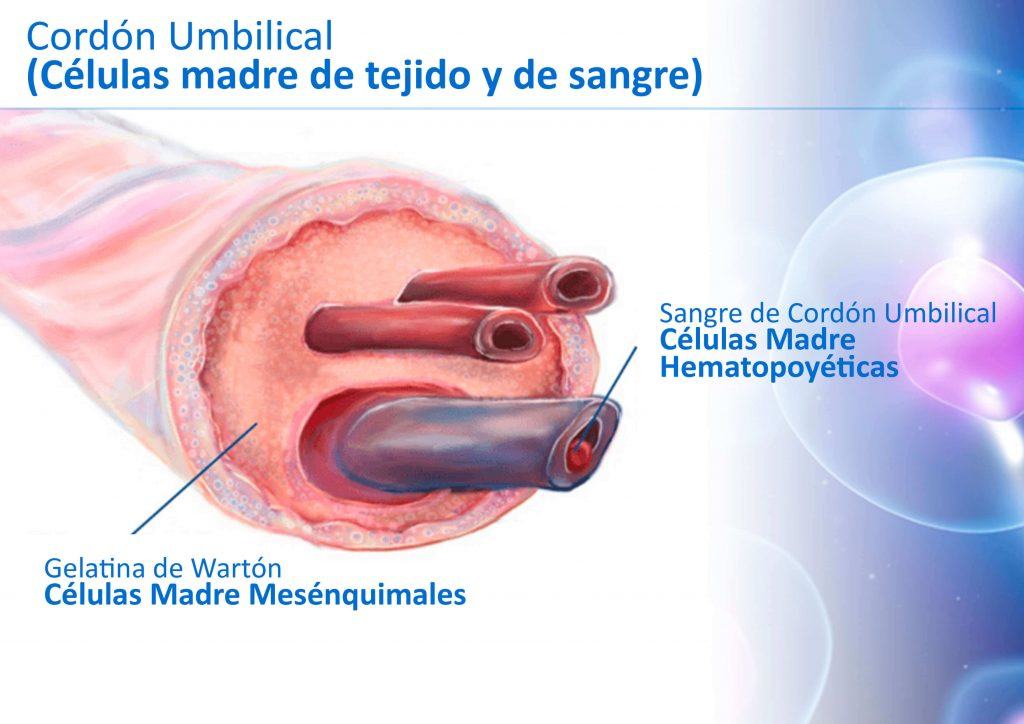 Cordón Umbilical
(Células madre de tejido y de sangre)
Sangre de Cordón Umbilical
Células Madre
Hematopoyéticas
Gelatina de Wartón
Células Madre Mesénquimales